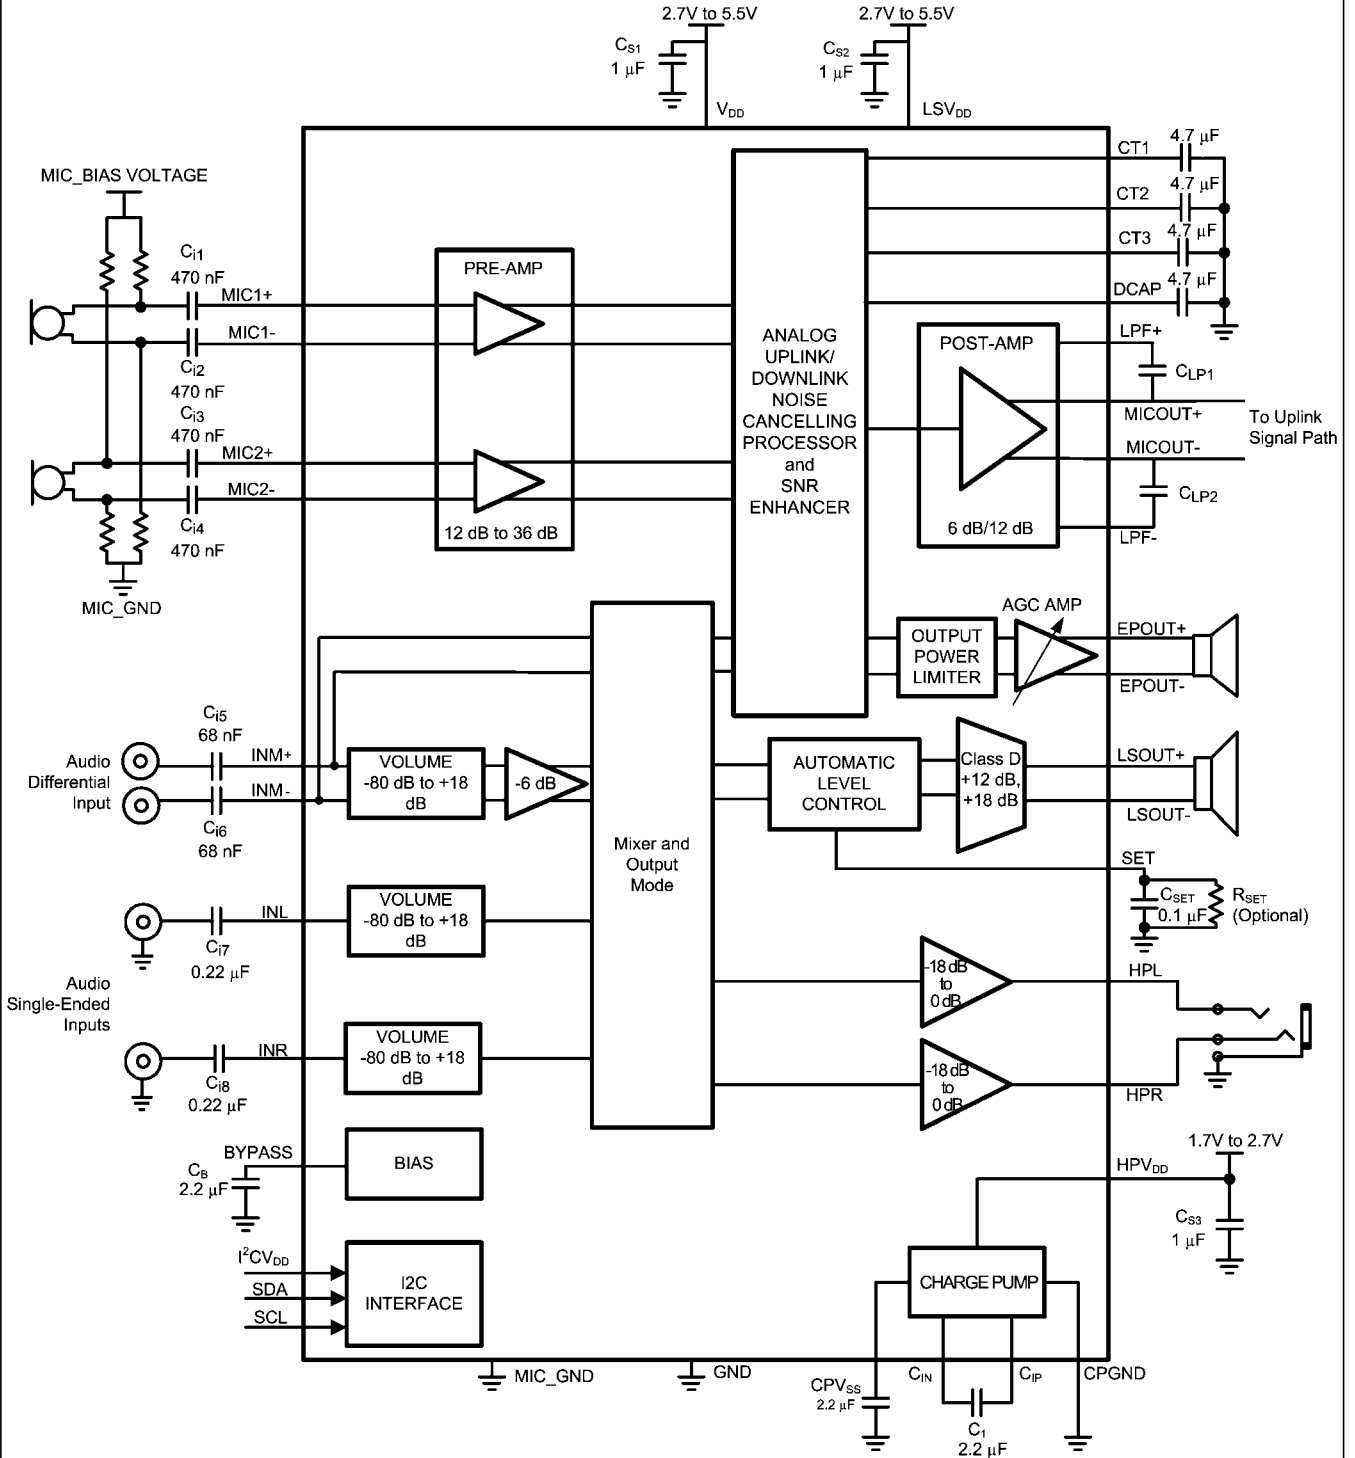 2.7V to 5.5V
2.7V to 5.5V
CS1
1 µF
CS2
1 µF
VDD
LSVDD
MIC_BIAS VOLTAGE
Ci1
470 nF
MIC1+
MIC1-
Ci2
470 nF
Ci3
470 nF
MIC2+
MIC2-
Ci4
470 nF
MIC_GND
PRE-AMP
12 dB to 36 dB
ANALOG
UPLINK/
DOWNLINK
NOISE
CANCELLING
PROCESSOR
and
SNR
ENHANCER
CT1
4.7 µF
CT2
4.7 µF
CT3
4.7 µF
DCAP
4.7 µF
POST-AMP
6 dB/12 dB
LPF+
CLP1
MICOUT+
MICOUT-
CLP2
LPF-
To Uplink
Signal Path
AGC AMP
OUTPUT
POWER
LIMITER
EPOUT+
EPOUT-
Audio
Differential
Input
Ci5
68 nF
INM+
INM-
Ci6
68 nF
VOLUME
-80 dB to +18
dB
-6 dB
Mixer and
Output
Mode
AUTOMATIC
LEVEL
CONTROL
Class D
+12 dB,
+18 dB
LSOUT+
LSOUT-
SET
CSET
0.1 µF
RSET
(Optional)
INL
Ci7
0.22 µF
VOLUME
-80 dB to +18
dB
Audio
Single-Ended
Inputs
INR
Ci8
0.22 µF
VOLUME
-80 dB to +18
dB
-18 dB
to
0 dB
HPL
-18 dB
to
0 dB
HPR
BYPASS
CB
2.2 µF
BIAS
1.7V to 2.7V
HPVDD
CS3
1 µF
I²CVDD
SDA
SCL
I2C
INTERFACE
CHARGE PUMP
MIC_GND
GND
CPVSS
2.2 µF
CIN
CIP
C1
2.2 µF
CPGND